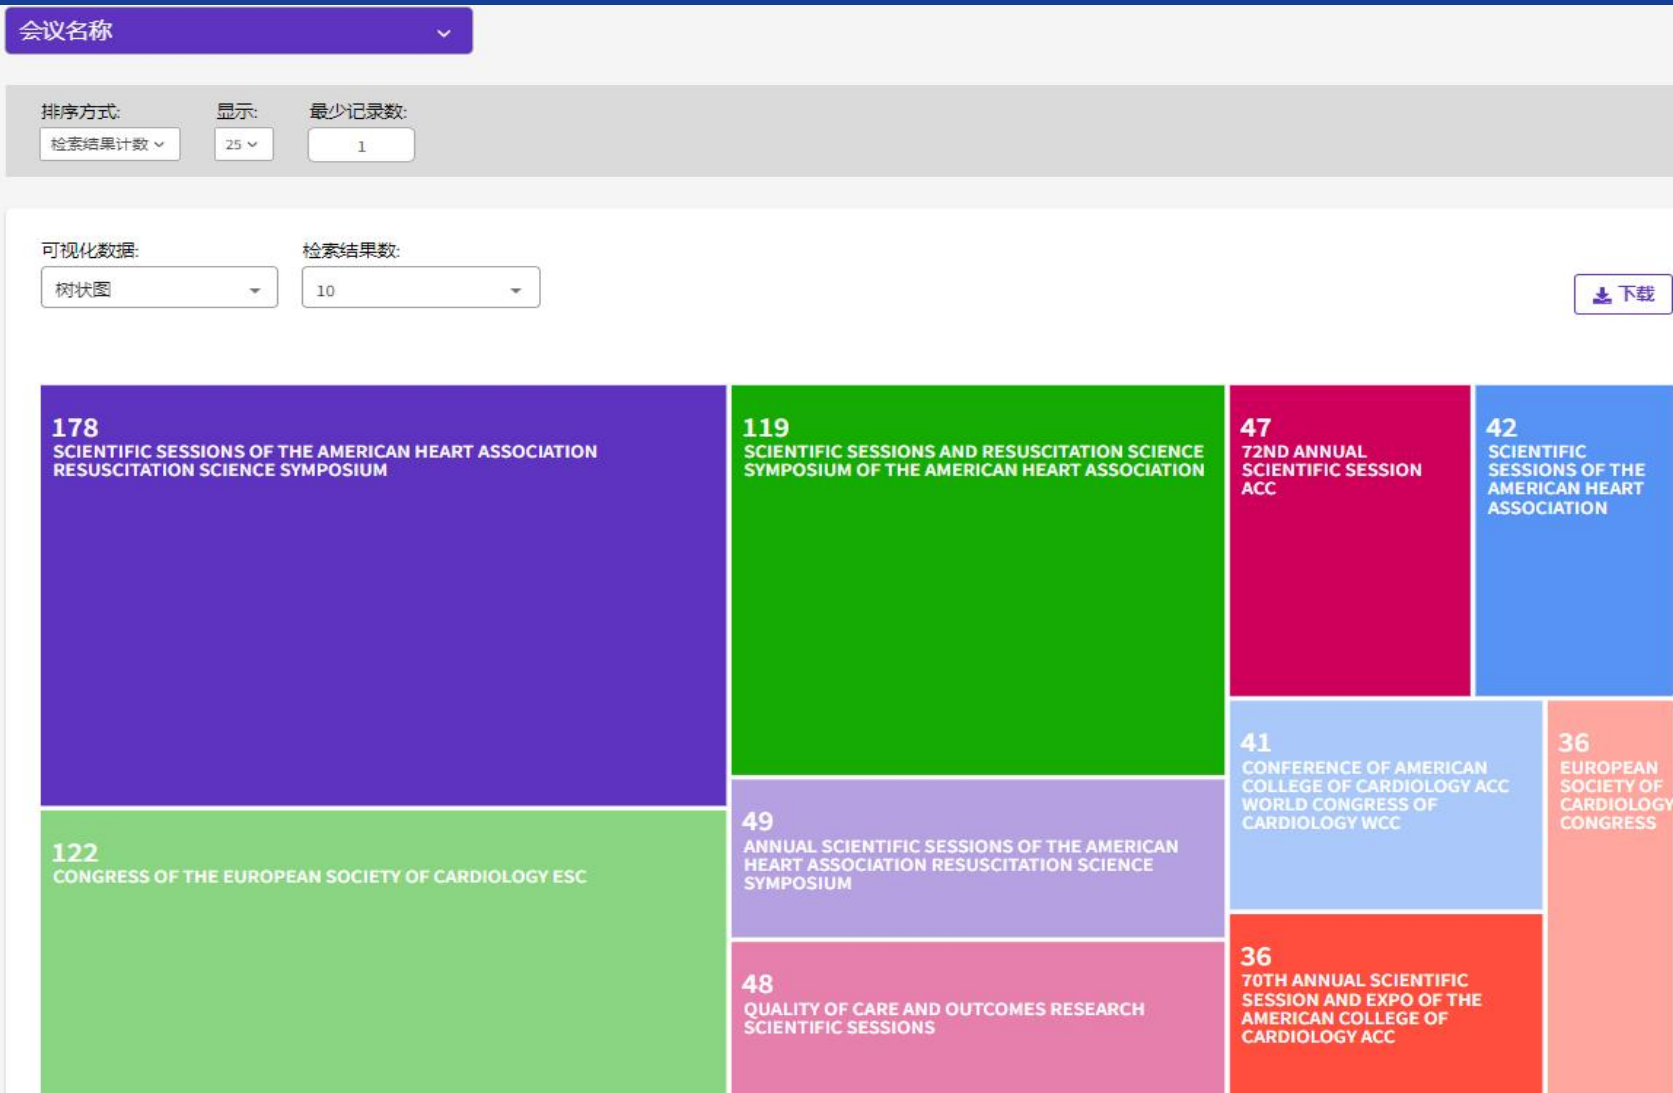 会议名称
排序方式: 显示: 最少记录数:
检索结果计数 25 1
可视化数据: 检索结果数:
树状图 10
下载
178
SCIENTIFIC SESSIONS OF THE AMERICAN HEART ASSOCIATION
RESUSCITATION SCIENCE SYMPOSIUM
122
CONGRESS OF THE EUROPEAN SOCIETY OF CARDIOLOGY ESC
119
SCIENTIFIC SESSIONS AND RESUSCITATION SCIENCE
SYMPOSIUM OF THE AMERICAN HEART ASSOCIATION
49
ANNUAL SCIENTIFIC SESSIONS OF THE AMERICAN
HEART ASSOCIATION RESUSCITATION SCIENCE
SYMPOSIUM
48
QUALITY OF CARE AND OUTCOMES RESEARCH
SCIENTIFIC SESSIONS
47
72ND ANNUAL
SCIENTIFIC SESSION
ACC
42
SCIENTIFIC
SESSIONS OF THE
AMERICAN HEART
ASSOCIATION
41
CONFERENCE OF AMERICAN
COLLEGE OF CARDIOLOGY ACC
WORLD CONGRESS OF
CARDIOLOGY WCC
36
70TH ANNUAL SCIENTIFIC
SESSION AND EXPO OF THE
AMERICAN COLLEGE OF
CARDIOLOGY ACC
36
EUROPEAN
SOCIETY OF
CARDIOLOGY
CONGRESS